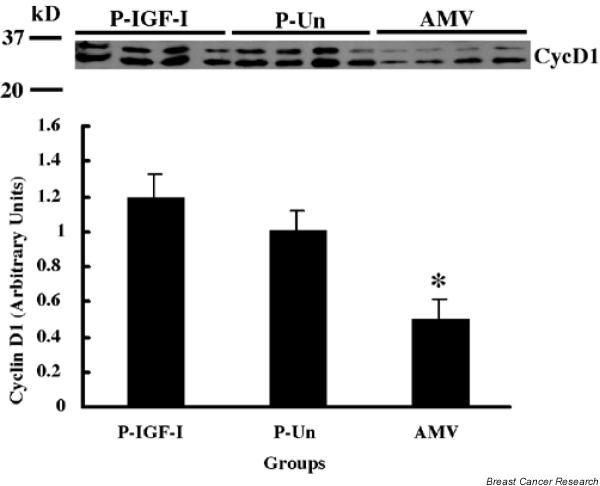 kD P-IGF-I P-Un AMV
37
CycD1
20
1.6
1.4
1.2
1
0.8
0.6
0.4
0.2
0
Cyclin D1 (Arbitrary Units)
*
P-IGF-I P-Un AMV
Groups
Breast Cancer Research